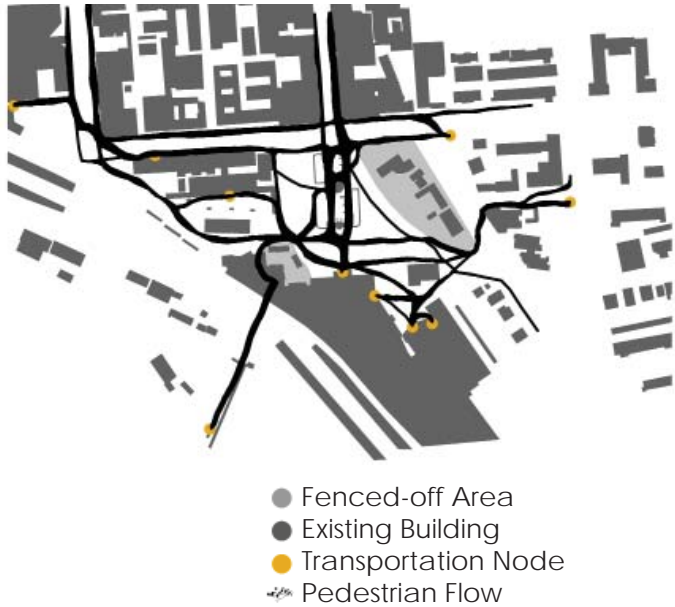 Fenced-off Area
Existing Building
Transportation Node
Pedestrian Flow